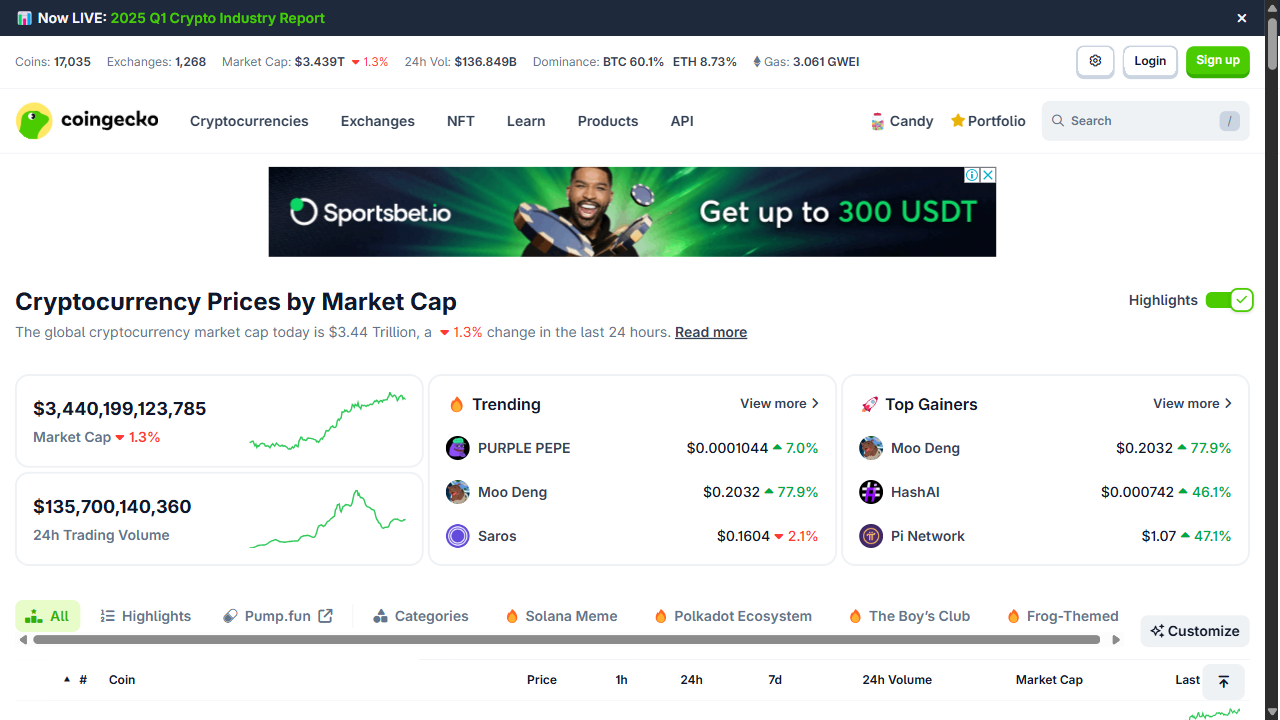 Now LIVE: 2025 Q1 Crypto Industry Report
Coins: 17,035 Exchanges: 1,268 Market Cap: $3.439T 1.3% 24h Vol: $136.849B Dominance: BTC 60.1% ETH 8.73% Gas: 3.061 GWEI Login Sign up
coingecko Cryptocurrencies Exchanges NFT Learn Products API Candy Portfolio Search /
Sportsbet.io Get up to 300 USDT
Cryptocurrency Prices by Market Cap Highlights
The global cryptocurrency market cap today is $3.44 Trillion, a 1.3% change in the last 24 hours. Read more
$3,440,199,123,785
Market Cap 1.3%
$135,700,140,360
24h Trading Volume
Trending View more
PURPLE PEPE $0.0001044 7.0%
Moo Deng $0.2032 77.9%
Saros $0.1604 2.1%
Top Gainers View more
Moo Deng $0.2032 77.9%
HashAI $0.000742 46.1%
Pi Network $1.07 47.1%
All Highlights Pump.fun Categories Solana Meme Polkadot Ecosystem The Boy’s Club Frog-Themed Customize
# Coin Price 1h 24h 7d 24h Volume Market Cap Last